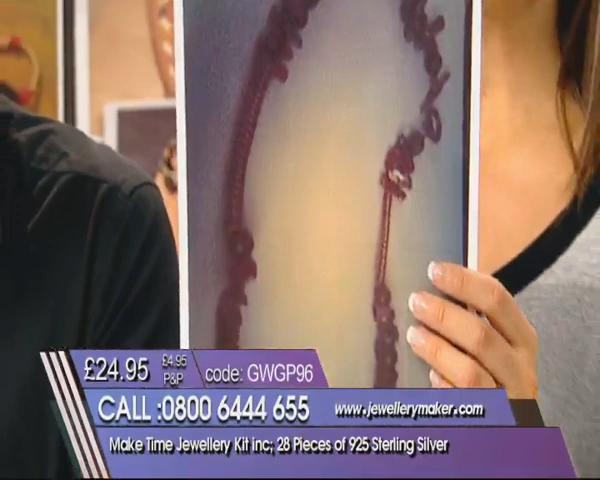 £24.95 £4.95 P&P code: GWGP96
CALL :0800 6444 655 www.jewellerymaker.com
Make Time Jewellery Kit inc; 28 Pieces of 925 Sterling Silver